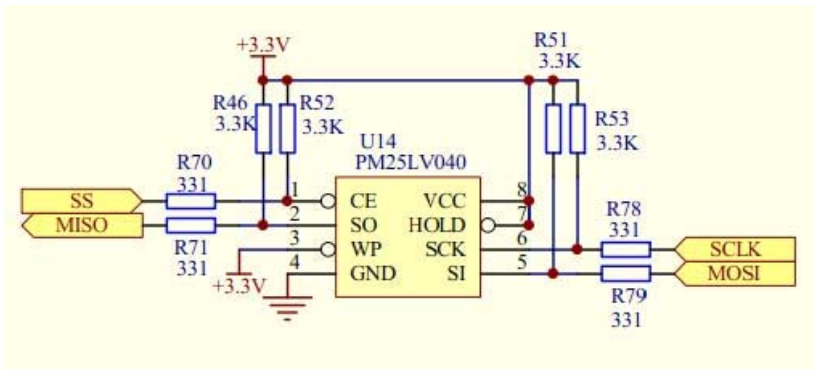 +3.3V
R51
3.3K
R46
3.3K
R52
3.3K
R53
3.3K
U14
PM25LV040
R70
331
SS
1
CE
VCC
8
MISO
2
SO
HOLD
7
R78
331
R71
331
3
WP
SCK
6
SCLK
4
GND
SI
5
MOSI
+3.3V
R79
331